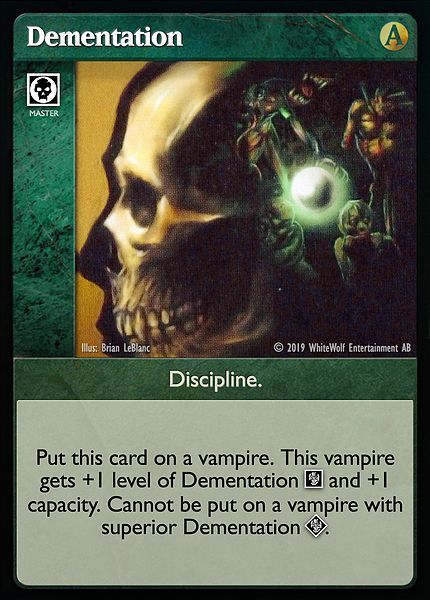 Dementation
A
MASTER
Illus: Brian LeBlanc
© 2019 WhiteWolf Entertainment AB
Discipline.
Put this card on a vampire. This vampire
gets +1 level of Dementation and +1
capacity. Cannot be put on a vampire with
superior Dementation .